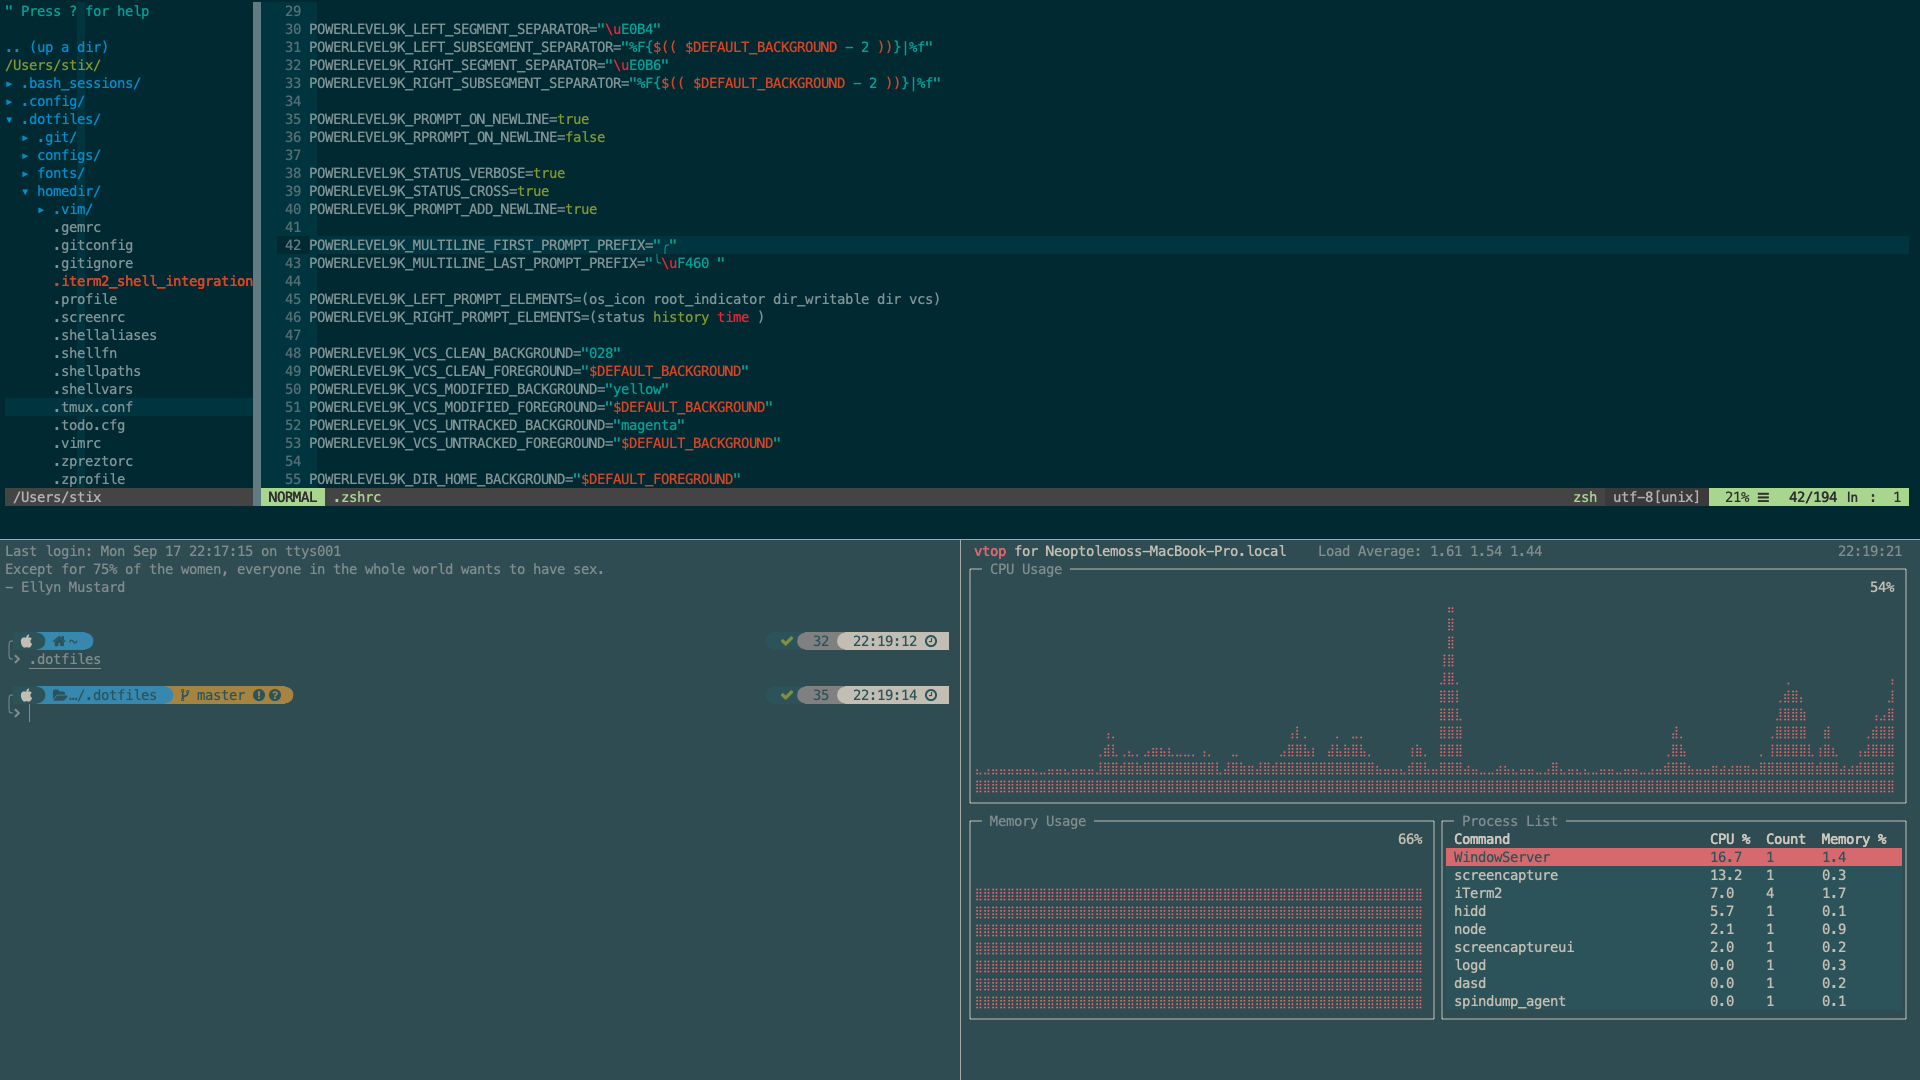 " Press ? for help
.. (up a dir)
/Users/stix/
▸ .bash_sessions/
▸ .config/
▾ .dotfiles/
▸ .git/
▸ configs/
▸ fonts/
▾ homedir/
▸ .vim/
.gemrc
.gitconfig
.gitignore
.iterm2_shell_integration
.profile
.screenrc
.shellaliases
.shellfn
.shellpaths
.shellvars
.tmux.conf
.todo.cfg
.vimrc
.zpreztorc
.zprofile
/Users/stix
29
30 POWERLEVEL9K_LEFT_SEGMENT_SEPARATOR="\uE0B4"
31 POWERLEVEL9K_LEFT_SUBSEGMENT_SEPARATOR="%F{$(( $DEFAULT_BACKGROUND - 2 ))}|%f"
32 POWERLEVEL9K_RIGHT_SEGMENT_SEPARATOR="\uE0B6"
33 POWERLEVEL9K_RIGHT_SUBSEGMENT_SEPARATOR="%F{$(( $DEFAULT_BACKGROUND - 2 ))}|%f"
34
35 POWERLEVEL9K_PROMPT_ON_NEWLINE=true
36 POWERLEVEL9K_RPROMPT_ON_NEWLINE=false
37
38 POWERLEVEL9K_STATUS_VERBOSE=true
39 POWERLEVEL9K_STATUS_CROSS=true
40 POWERLEVEL9K_PROMPT_ADD_NEWLINE=true
41
42 POWERLEVEL9K_MULTILINE_FIRST_PROMPT_PREFIX="╭"
43 POWERLEVEL9K_MULTILINE_LAST_PROMPT_PREFIX="╰\uF460 "
44
45 POWERLEVEL9K_LEFT_PROMPT_ELEMENTS=(os_icon root_indicator dir_writable dir vcs)
46 POWERLEVEL9K_RIGHT_PROMPT_ELEMENTS=(status history time )
47
48 POWERLEVEL9K_VCS_CLEAN_BACKGROUND="028"
49 POWERLEVEL9K_VCS_CLEAN_FOREGROUND="$DEFAULT_BACKGROUND"
50 POWERLEVEL9K_VCS_MODIFIED_BACKGROUND="yellow"
51 POWERLEVEL9K_VCS_MODIFIED_FOREGROUND="$DEFAULT_BACKGROUND"
52 POWERLEVEL9K_VCS_UNTRACKED_BACKGROUND="magenta"
53 POWERLEVEL9K_VCS_UNTRACKED_FOREGROUND="$DEFAULT_BACKGROUND"
54
55 POWERLEVEL9K_DIR_HOME_BACKGROUND="$DEFAULT_FOREGROUND"
NORMAL .zshrc zsh utf-8[unix] 21% ☰ 42/194 ln : 1
Last login: Mon Sep 17 22:17:15 on ttys001
Except for 75% of the women, everyone in the whole world wants to have sex.
— Ellyn Mustard
~ ✔ 32 22:19:12
.dotfiles
…/.dotfiles master ✔ 35 22:19:14
vtop for Neoptolemoss-MacBook-Pro.local Load Average: 1.61 1.54 1.44 22:19:21
CPU Usage
54%
Memory Usage
66%
Process List
Command CPU % Count Memory %
WindowServer 16.7 1 1.4
screencapture 13.2 1 0.3
iTerm2 7.0 4 1.7
hidd 5.7 1 0.1
node 2.1 1 0.9
screencaptureui 2.0 1 0.2
logd 0.0 1 0.3
dasd 0.0 1 0.2
spindump_agent 0.0 1 0.1